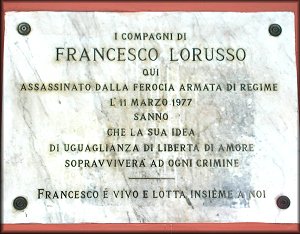 I COMPAGNI DI
FRANCESCO LORUSSO
QUI
ASSASSINATO DALLA FEROCIA ARMATA DI REGIME
L' 11 MARZO 1977
SANNO
CHE LA SUA IDEA
DI UGUAGLIANZA DI LIBERTÀ DI AMORE
SOPRAVVIVERÀ AD OGNI CRIMINE
FRANCESCO È VIVO E LOTTA INSIEME A NOI